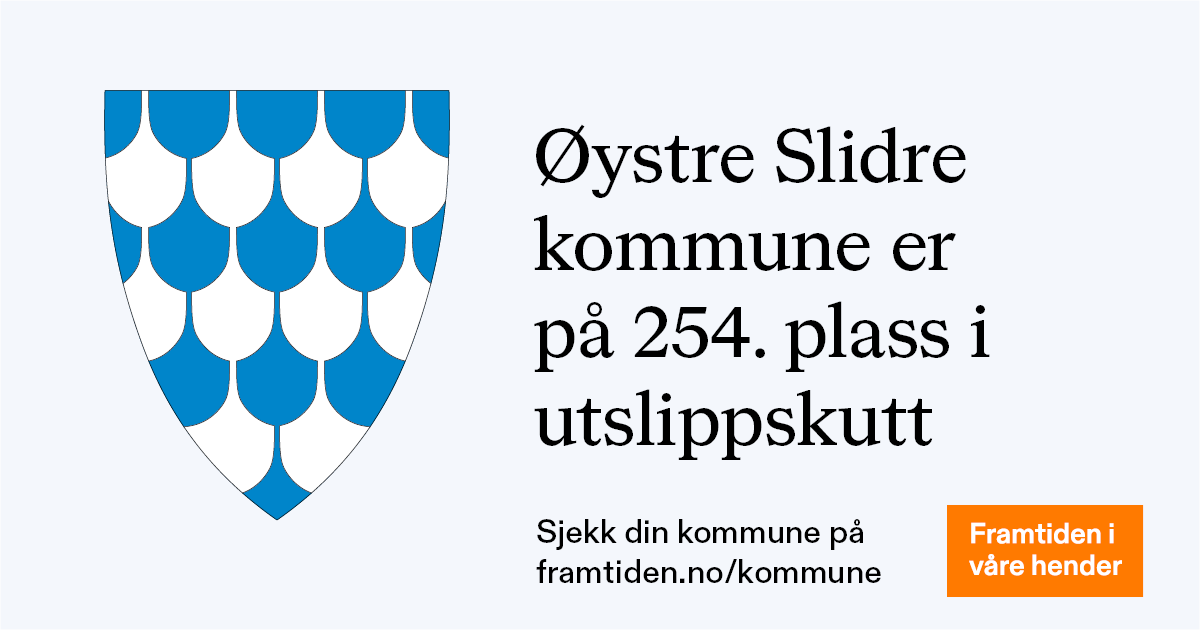 Øystre Slidre
kommune er
på 254. plass i
utslippskutt
Sjekk din kommune på
framtiden.no/kommune
Framtiden i
våre hender